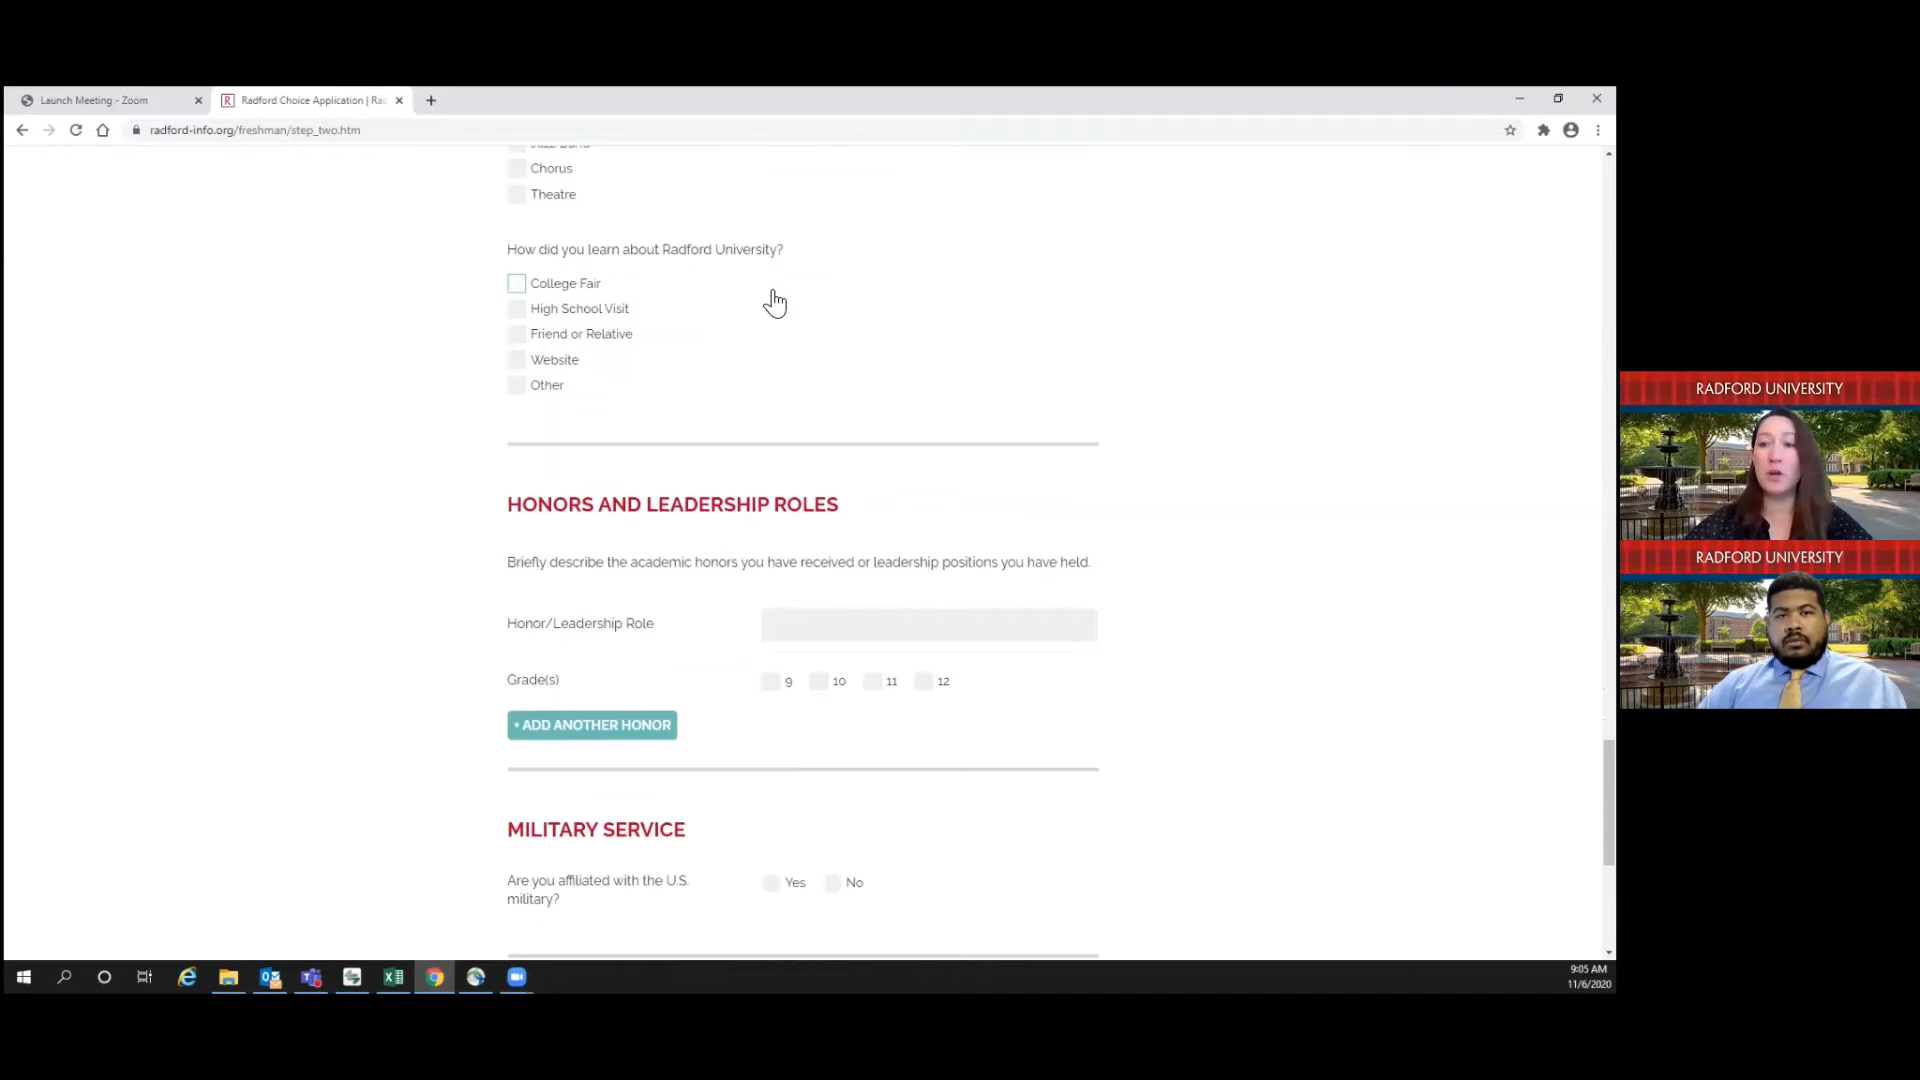 Launch Meeting - Zoom
Radford Choice Application | Rac
radford-info.org/freshman/step_two.htm
Jazz Band
Chorus
Theatre
How did you learn about Radford University?
College Fair
High School Visit
Friend or Relative
Website
Other
HONORS AND LEADERSHIP ROLES
Briefly describe the academic honors you have received or leadership positions you have held.
Honor/Leadership Role
Grade(s)
9 10 11 12
+ ADD ANOTHER HONOR
MILITARY SERVICE
Are you affiliated with the U.S.
military?
Yes No
RADFORD UNIVERSITY
RADFORD UNIVERSITY
9:05 AM
11/6/2020